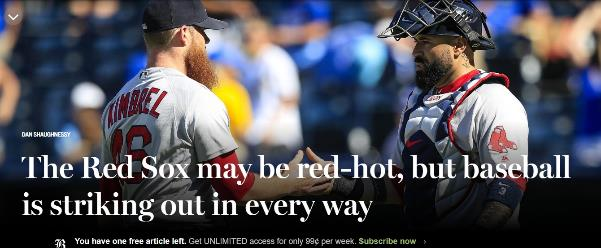 KIMBREL
46
DAN SHAUGHNESSY
The Red Sox may be red-hot, but baseball
is striking out in every way
B You have one free article left. Get UNLIMITED access for only 99¢ per week. Subscribe now